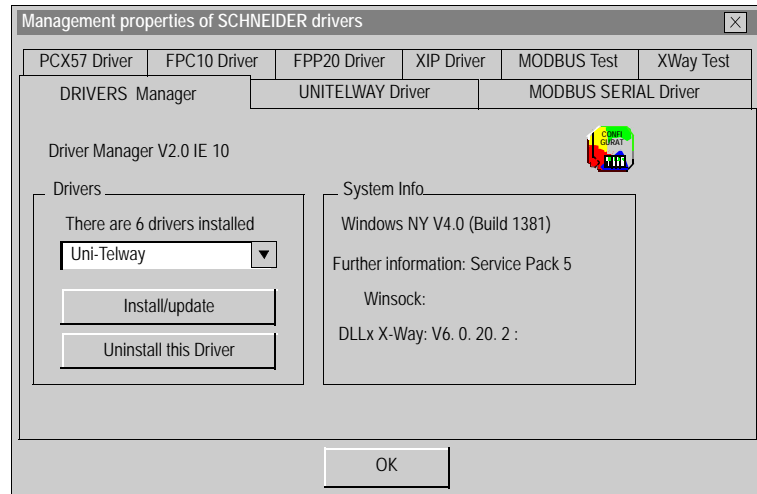 Management properties of SCHNEIDER drivers
PCX57 Driver FPC10 Driver FPP20 Driver XIP Driver MODBUS Test XWay Test
DRIVERS Manager UNITELWAY Driver MODBUS SERIAL Driver
Driver Manager V2.0 IE 10
CONFI
GURAT
Drivers
There are 6 drivers installed
Uni-Telway
Install/update
Uninstall this Driver
System Info
Windows NY V4.0 (Build 1381)
Further information: Service Pack 5
Winsock:
DLLx X-Way: V6. 0. 20. 2 :
OK